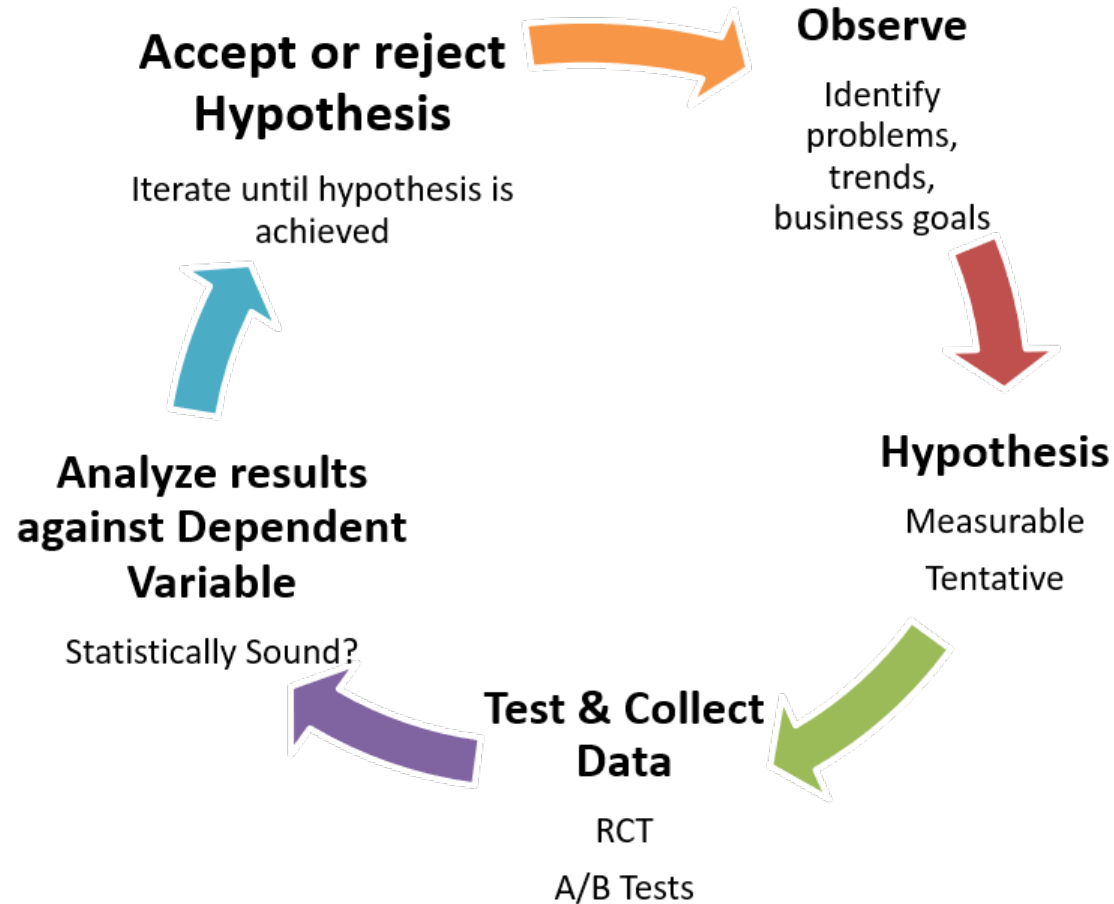 Observe
Identify
problems,
trends,
business goals
Hypothesis
Measurable
Tentative
Test & Collect
Data
RCT
A/B Tests
Analyze results
against Dependent
Variable
Statistically Sound?
Accept or reject
Hypothesis
Iterate until hypothesis is
achieved